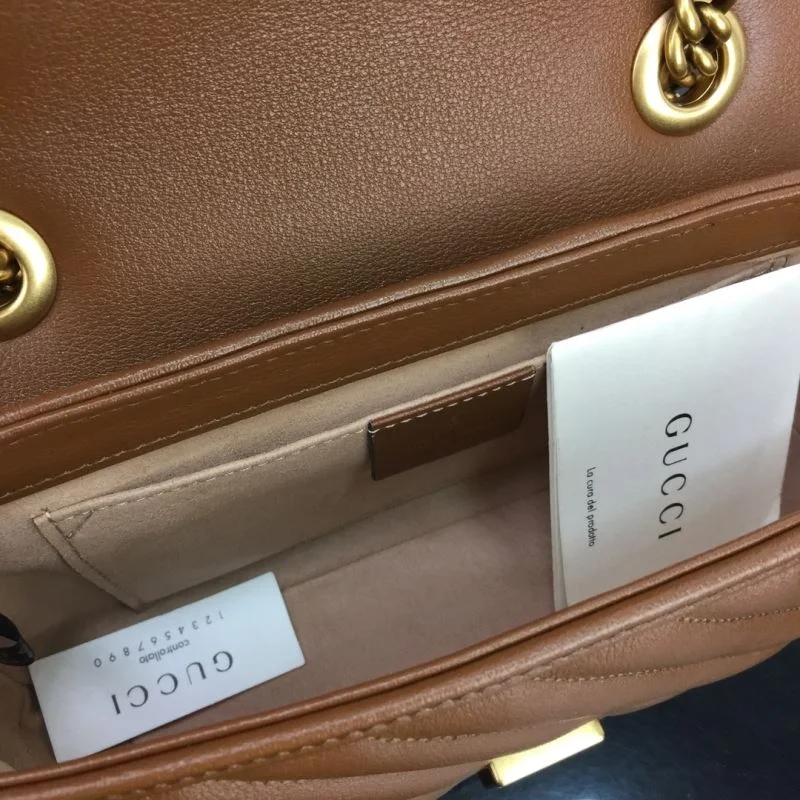 GUCCI
La cura del prodotto
GUCCI
controllato
1234567890